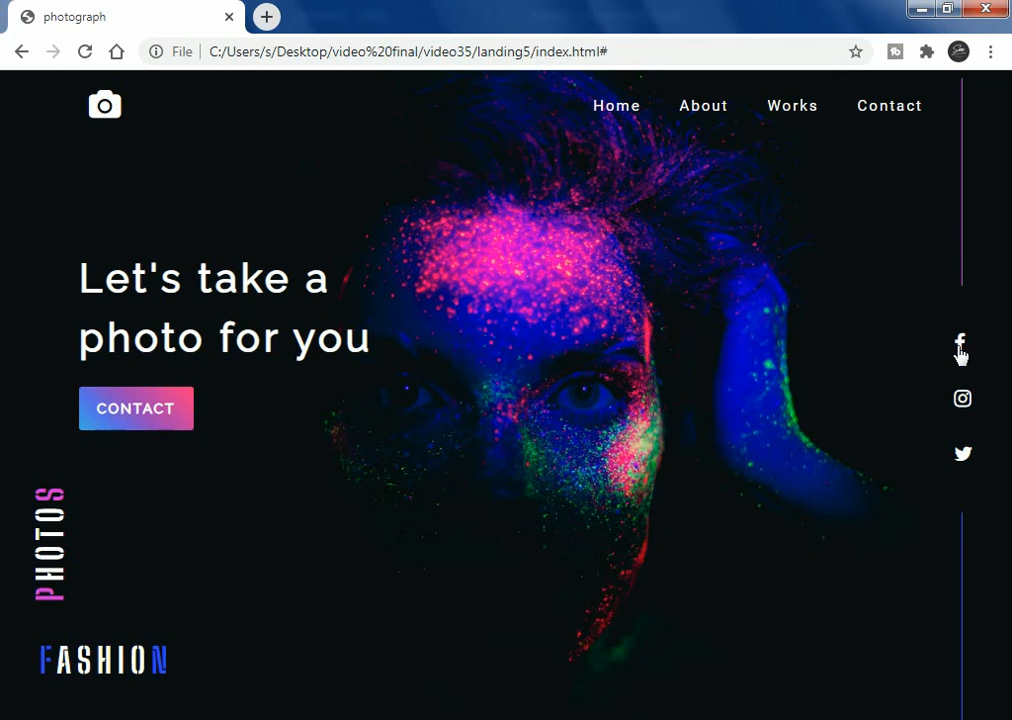 photograph
File
C:/Users/s/Desktop/video%20final/video35/landing5/index.html#
Home
About
Works
Contact
Let's take a
photo for you
CONTACT
PHOTOS
FASHION